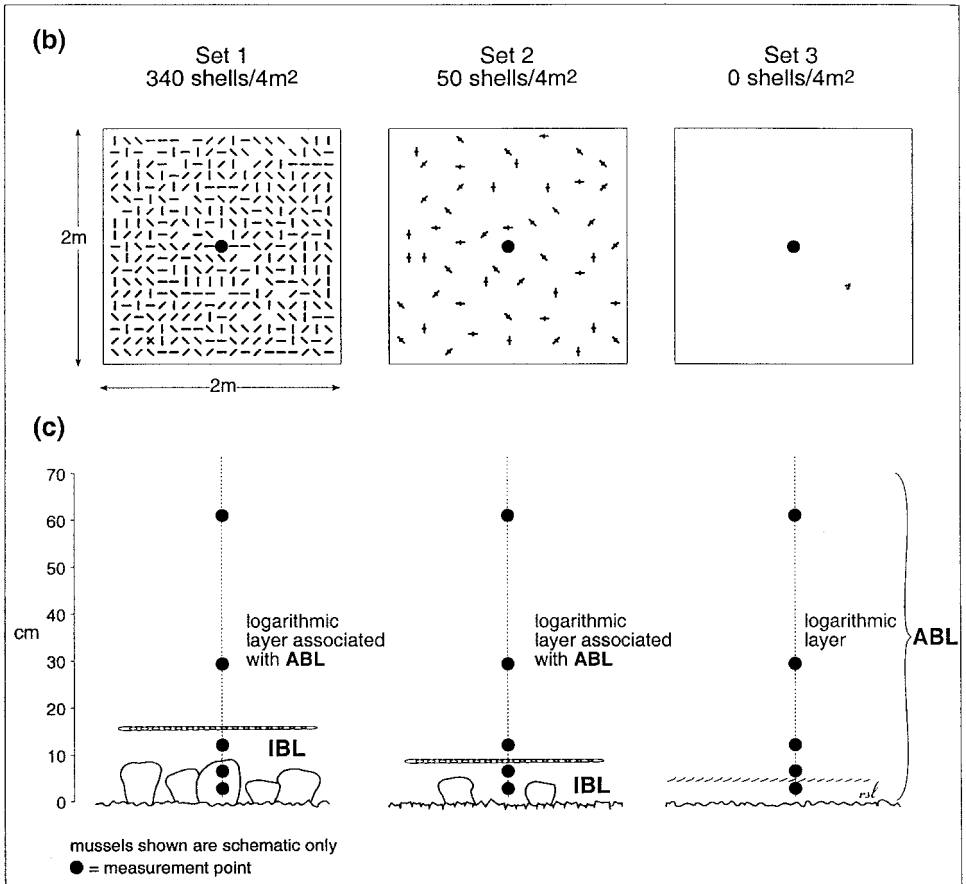 (b)
Set 1
340 shells/4m²
Set 2
50 shells/4m²
Set 3
0 shells/4m²
2m
2m
(c)
70
60
50
40
30
20
10
0
cm
logarithmic
layer associated
with ABL
IBL
logarithmic
layer associated
with ABL
IBL
logarithmic
layer
ABL
rsl
mussels shown are schematic only
● = measurement point